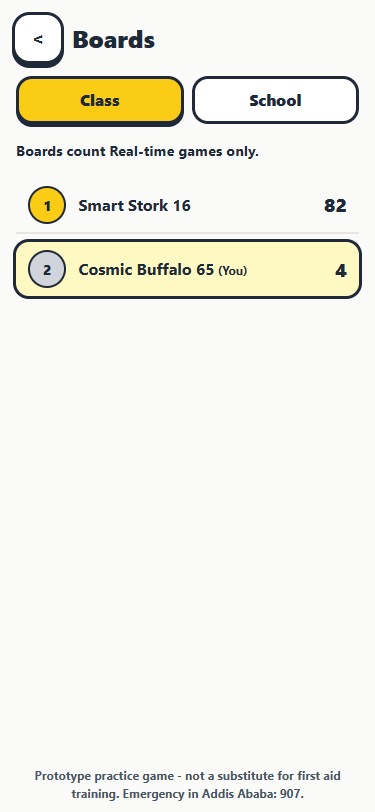 < Boards
Class School
Boards count Real-time games only.
1 Smart Stork 16 82
2 Cosmic Buffalo 65 (You) 4
Prototype practice game - not a substitute for first aid
training. Emergency in Addis Ababa: 907.